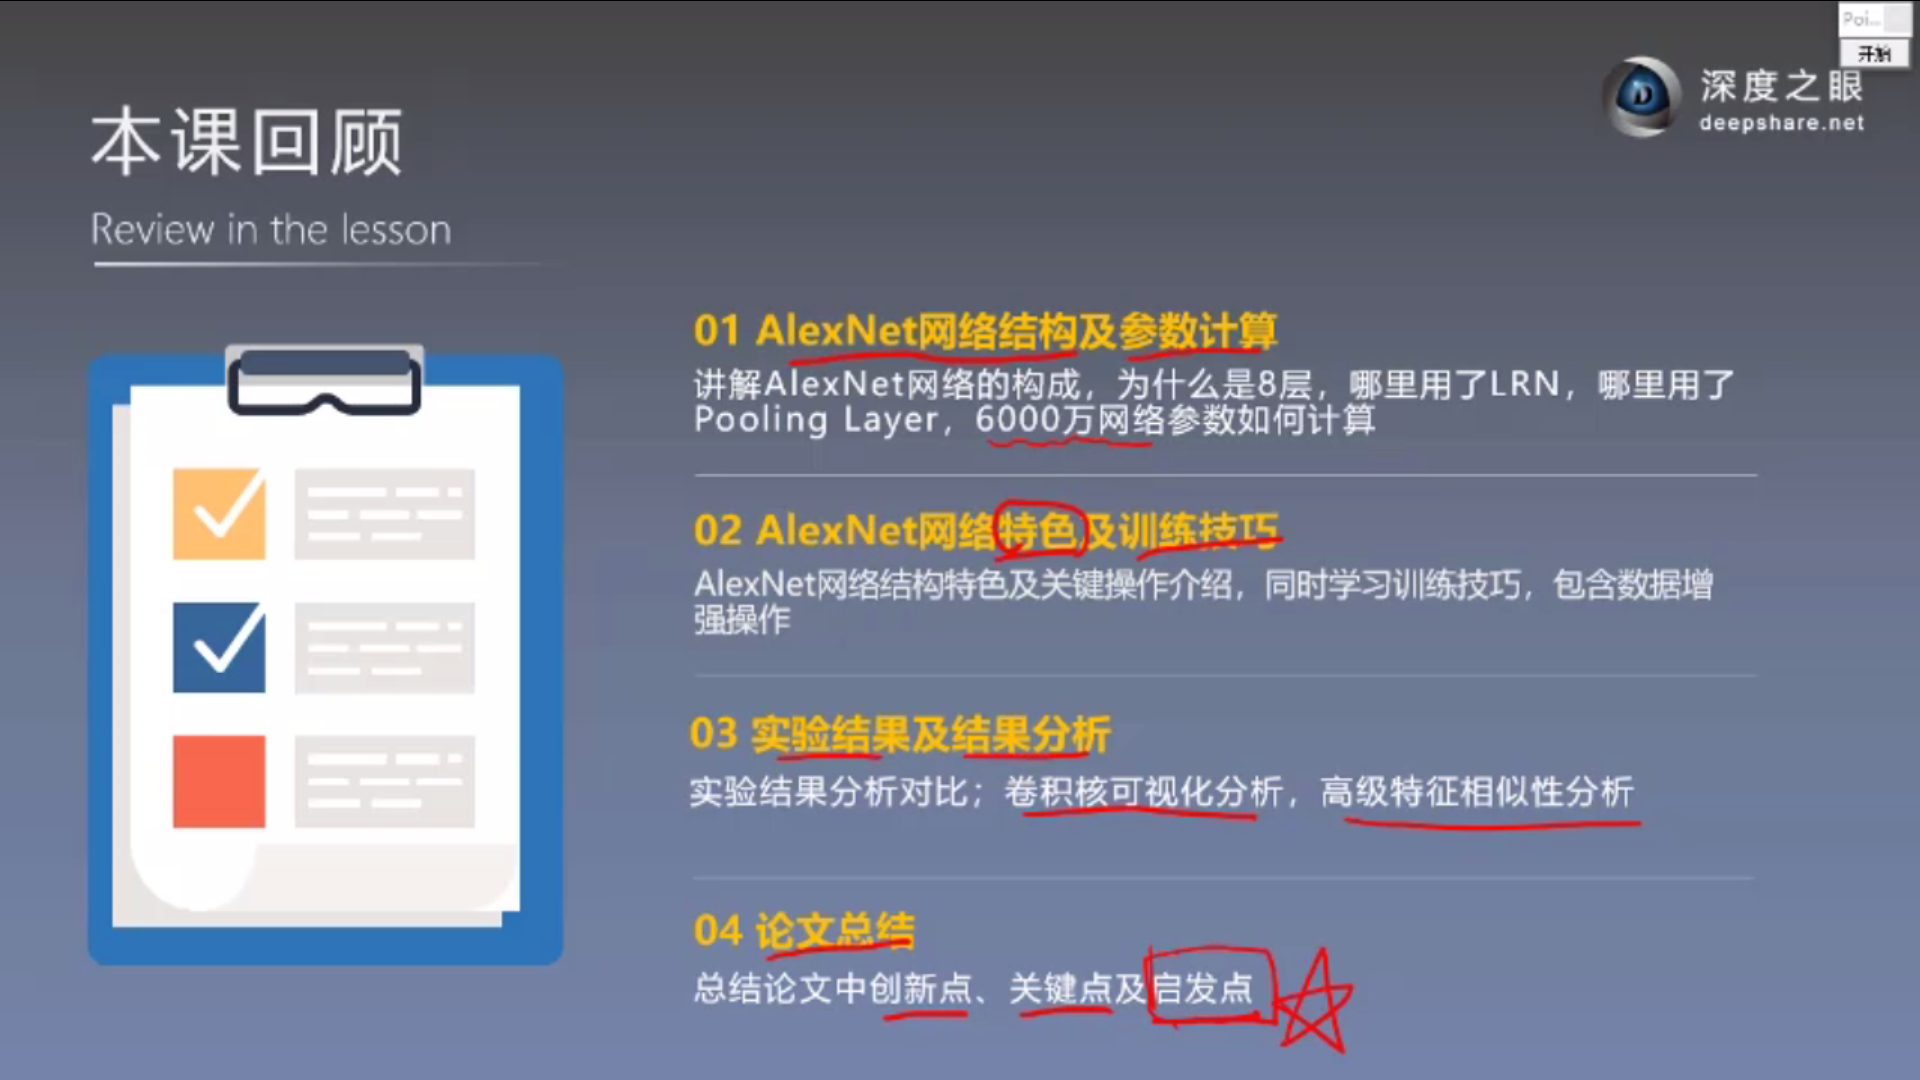 Poi...
开始
深度之眼
deepshare.net
本课回顾
Review in the lesson
01 AlexNet网络结构及参数计算
讲解AlexNet网络的构成，为什么是8层，哪里用了LRN，哪里用了
Pooling Layer，6000万网络参数如何计算
02 AlexNet网络特色及训练技巧
AlexNet网络结构特色及关键操作介绍，同时学习训练技巧，包含数据增
强操作
03 实验结果及结果分析
实验结果分析对比；卷积核可视化分析，高级特征相似性分析
04 论文总结
总结论文中创新点、关键点及启发点